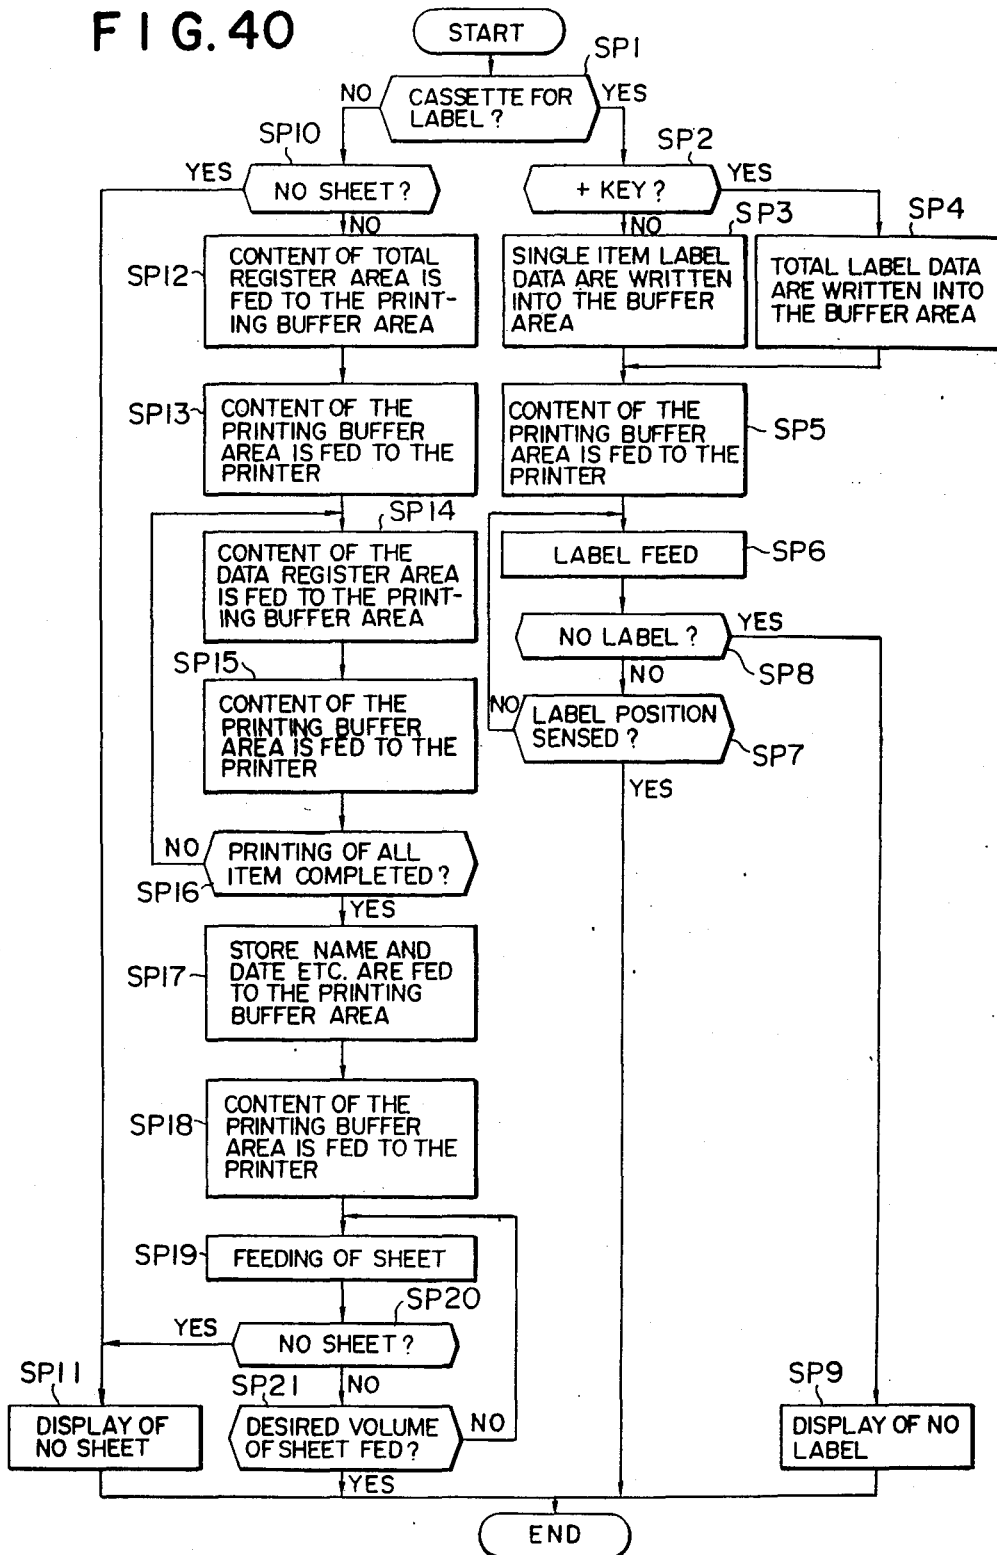 FIG.40
START
SP1
CASSETTE FOR
LABEL?
NO
YES
SP10
SP2
YES
NO SHEET?
NO
+ KEY?
YES
NO
SP3
SP4
SP12
CONTENT OF TOTAL
REGISTER AREA IS
FED TO THE PRINT-
ING BUFFER AREA
SINGLE ITEM LABEL
DATA ARE WRITTEN
INTO THE BUFFER
AREA
TOTAL LABEL DATA
ARE WRITTEN INTO
THE BUFFER AREA
SP13
CONTENT OF THE
PRINTING BUFFER
AREA IS FED TO THE
PRINTER
CONTENT OF THE
PRINTING BUFFER
AREA IS FED TO THE
PRINTER
SP5
SP14
CONTENT OF THE
DATA REGISTER AREA
IS FED TO THE PRINT-
ING BUFFER AREA
LABEL FEED
SP6
NO LABEL?
YES
SP8
NO
SP15
CONTENT OF THE
PRINTING BUFFER
AREA IS FED TO THE
PRINTER
NO
LABEL POSITION
SENSED?
SP7
YES
NO
PRINTING OF ALL
ITEM COMPLETED?
SP16
YES
SP17
STORE NAME AND
DATE ETC. ARE FED
TO THE PRINTING
BUFFER AREA
SP18
CONTENT OF THE
PRINTING BUFFER
AREA IS FED TO THE
PRINTER
SP19
FEEDING OF SHEET
SP20
YES
NO SHEET?
NO
SP11
DISPLAY OF
NO SHEET
SP21
DESIRED VOLUME
OF SHEET FED?
NO
YES
SP9
DISPLAY OF NO
LABEL
END